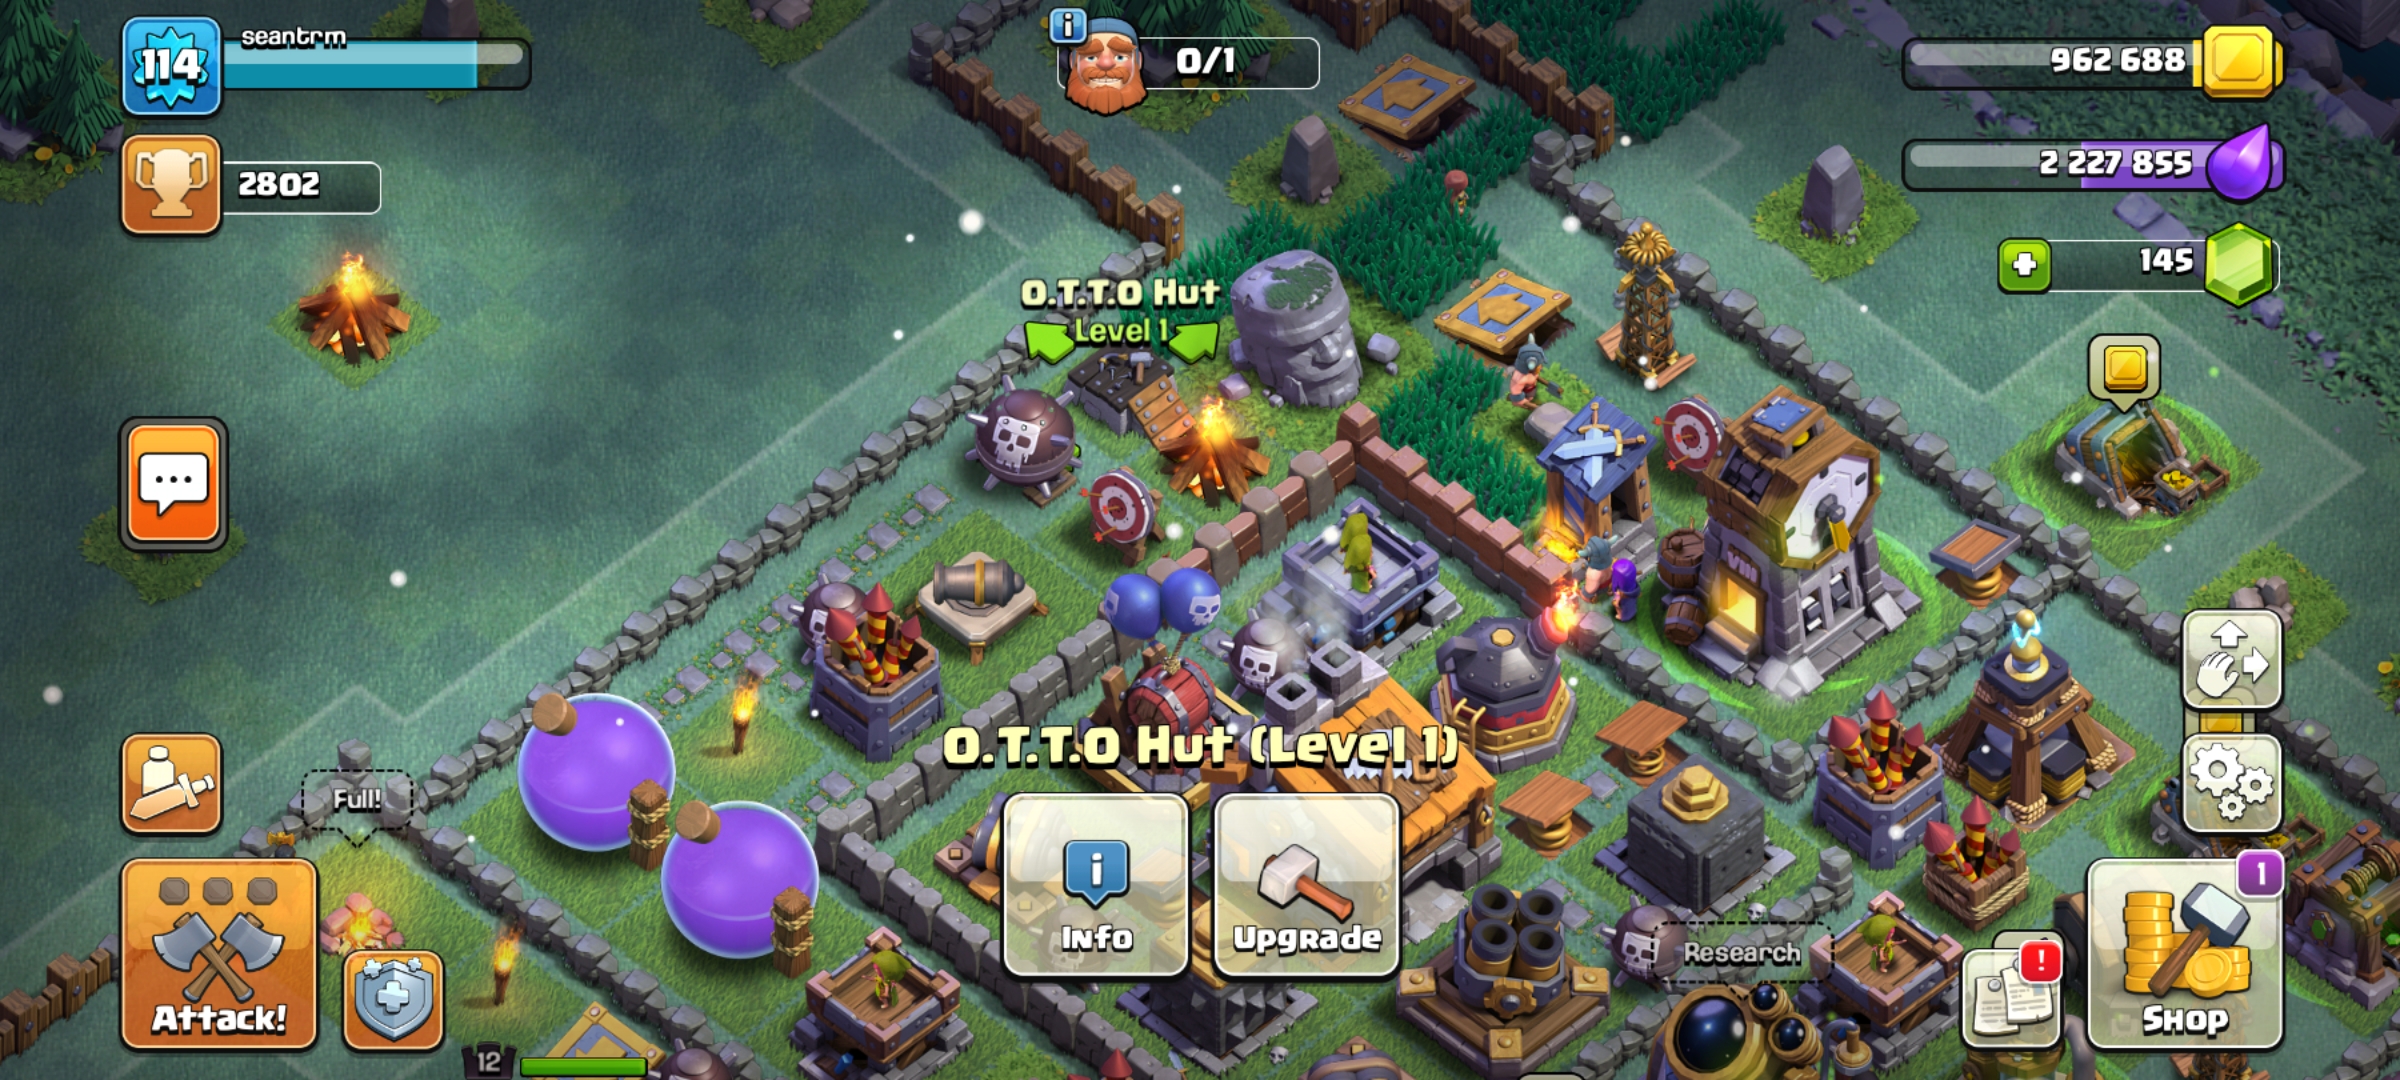 114
seantrm
0/1
962 688
2802
2 227 855
145
O.T.T.O Hut
Level 1
VIII
O.T.T.O Hut (Level 1)
Full!
Info
Upgrade
Research
Attack!
12
1
!
Shop